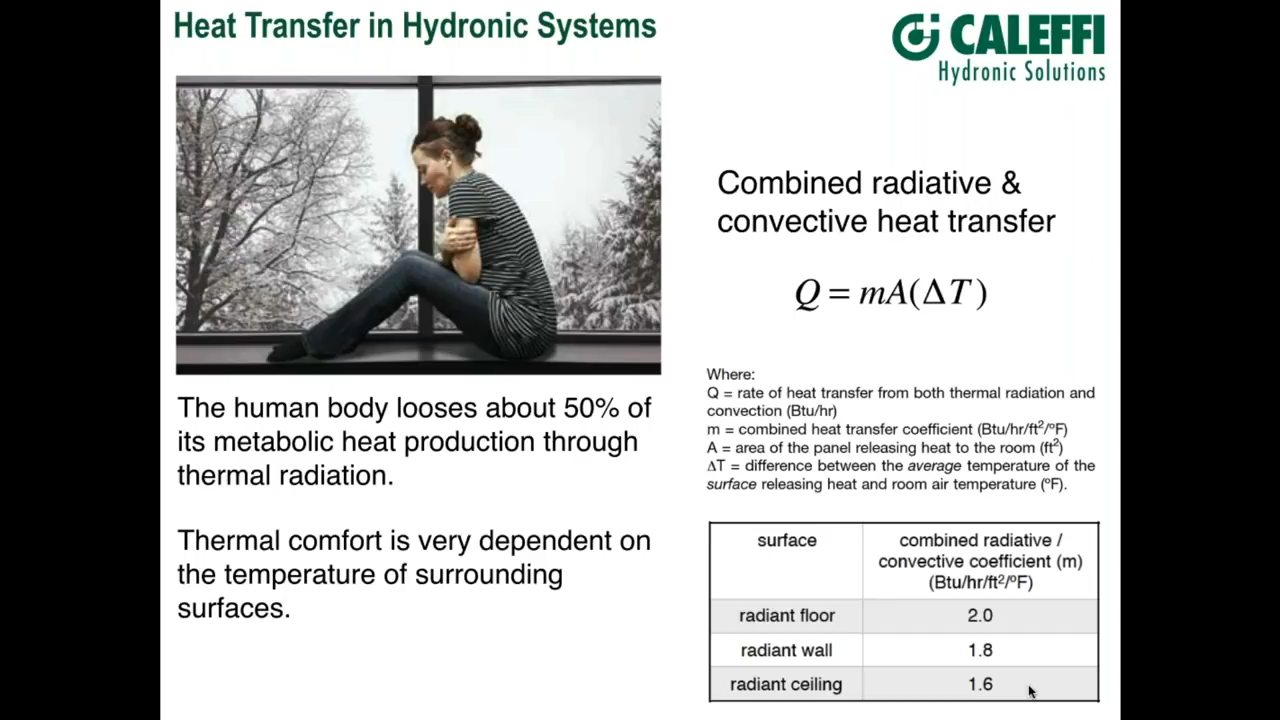 Heat Transfer in Hydronic Systems
CALEFFI
Hydronic Solutions
The human body looses about 50% of
its metabolic heat production through
thermal radiation.
Thermal comfort is very dependent on
the temperature of surrounding
surfaces.
Combined radiative &
convective heat transfer
Q = mA(ΔT)
Where:
Q = rate of heat transfer from both thermal radiation and
convection (Btu/hr)
m = combined heat transfer coefficient (Btu/hr/ft²/ºF)
A = area of the panel releasing heat to the room (ft²)
ΔT = difference between the average temperature of the
surface releasing heat and room air temperature (ºF).
surface
combined radiative /
convective coefficient (m)
(Btu/hr/ft²/ºF)
radiant floor 2.0
radiant wall 1.8
radiant ceiling 1.6